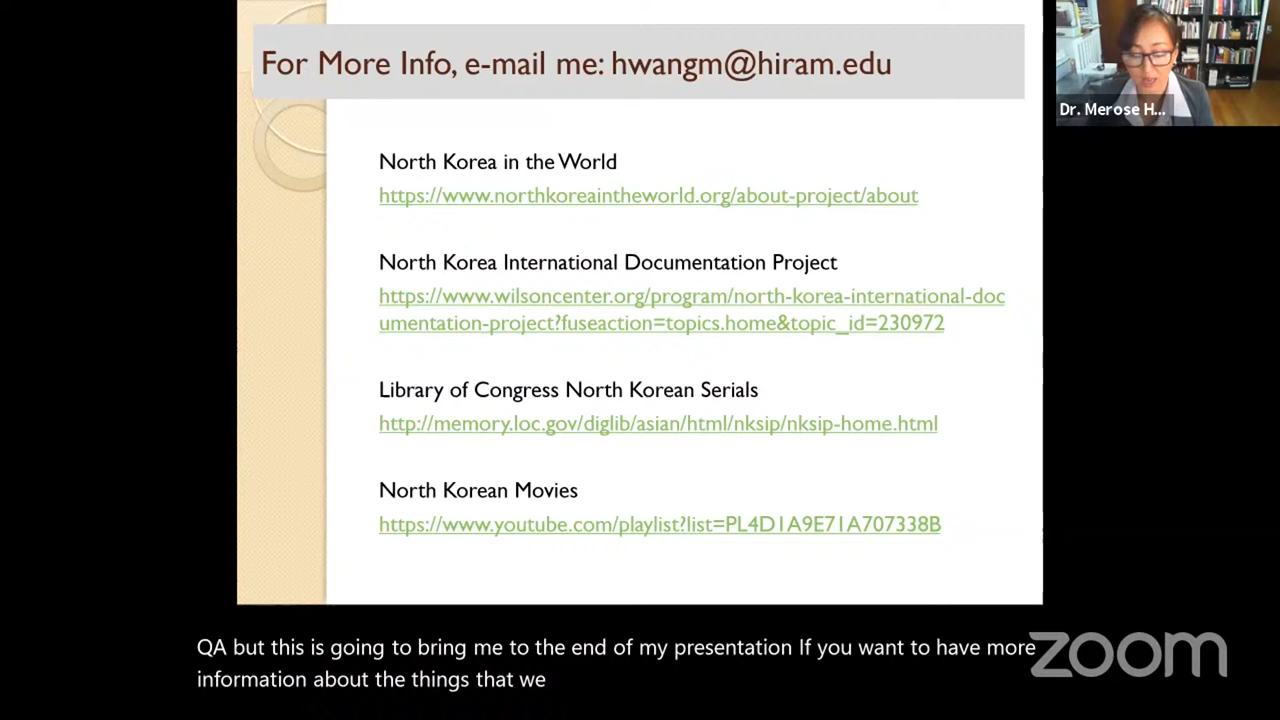 For More Info, e-mail me: hwangm@hiram.edu
Dr. Merose H...
North Korea in the World
https://www.northkoreaintheworld.org/about-project/about
North Korea International Documentation Project
https://www.wilsoncenter.org/program/north-korea-international-doc
umentation-project?fuseaction=topics.home&topic_id=230972
Library of Congress North Korean Serials
http://memory.loc.gov/diglib/asian/html/nksip/nksip-home.html
North Korean Movies
https://www.youtube.com/playlist?list=PL4D1A9E71A707338B
QA but this is going to bring me to the end of my presentation If you want to have more
information about the things that we
zoom